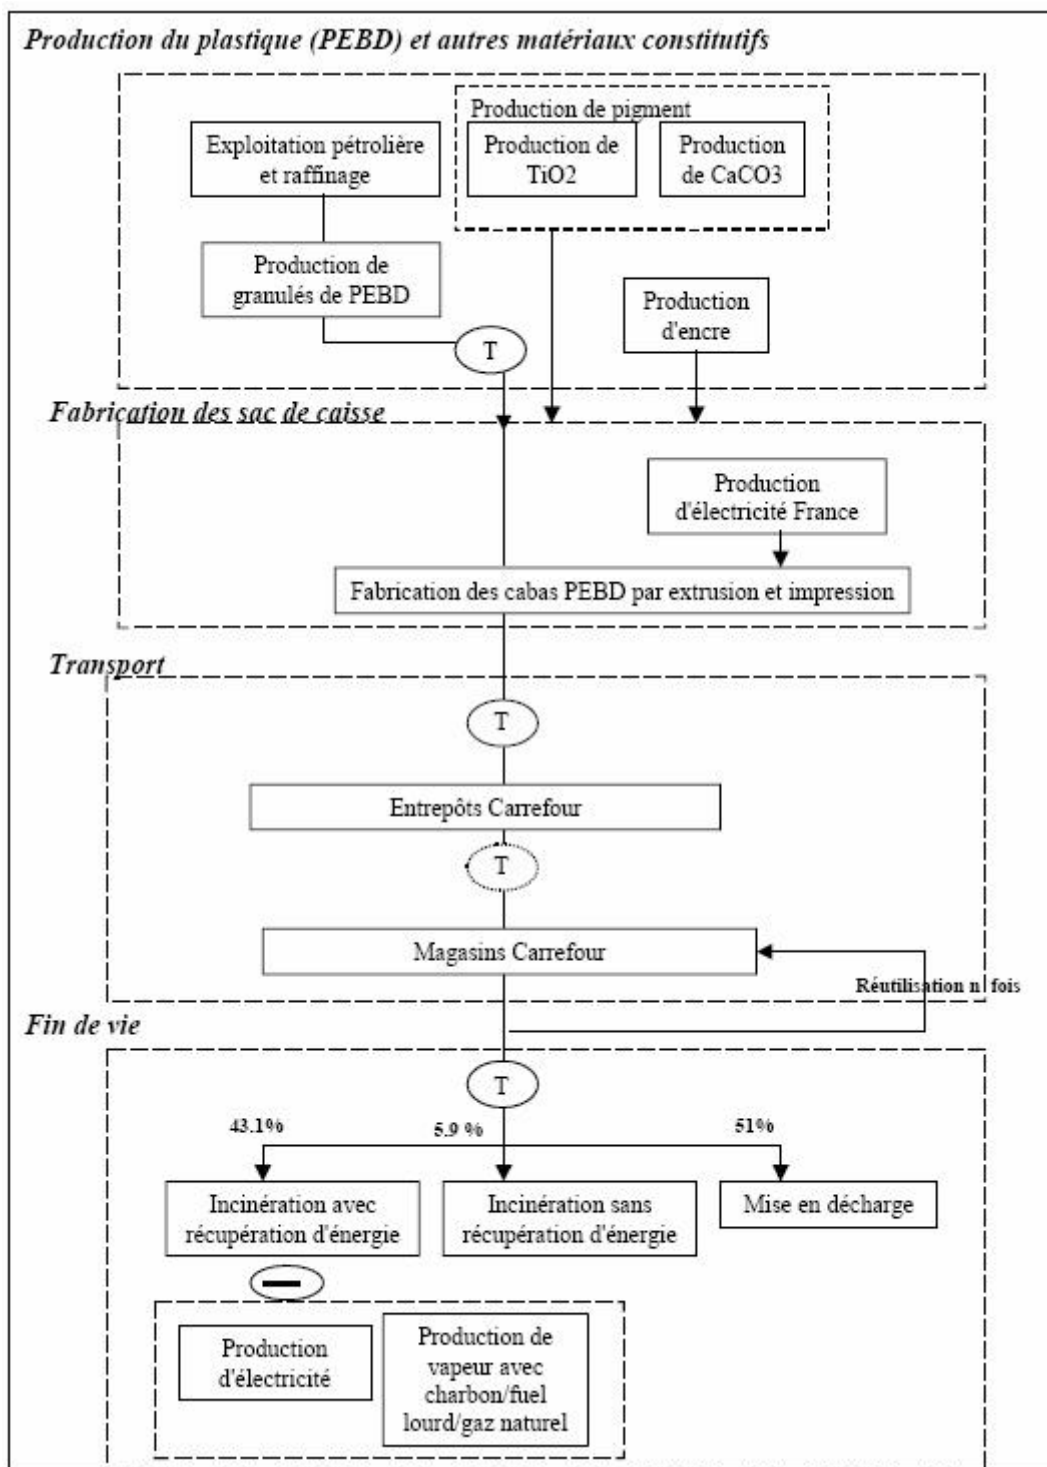 Production du plastique (PEBD) et autres matériaux constitutifs
Production de pigment
Exploitation pétrolière
et raffinage
Production de
TiO2
Production
de CaCO3
Production de
granulés de PEBD
Production
d'encre
T
Fabrication des sac de caisse
Production
d'électricité France
Fabrication des cabas PEBD par extrusion et impression
Transport
T
Entrepôts Carrefour
T
Magasins Carrefour
Réutilisation n fois
Fin de vie
T
43.1%
5.9 %
51%
Incinération avec
récupération d'énergie
Incinération sans
récupération d'énergie
Mise en décharge
Production
d'électricité
Production de
vapeur avec
charbon/fuel
lourd/gaz naturel